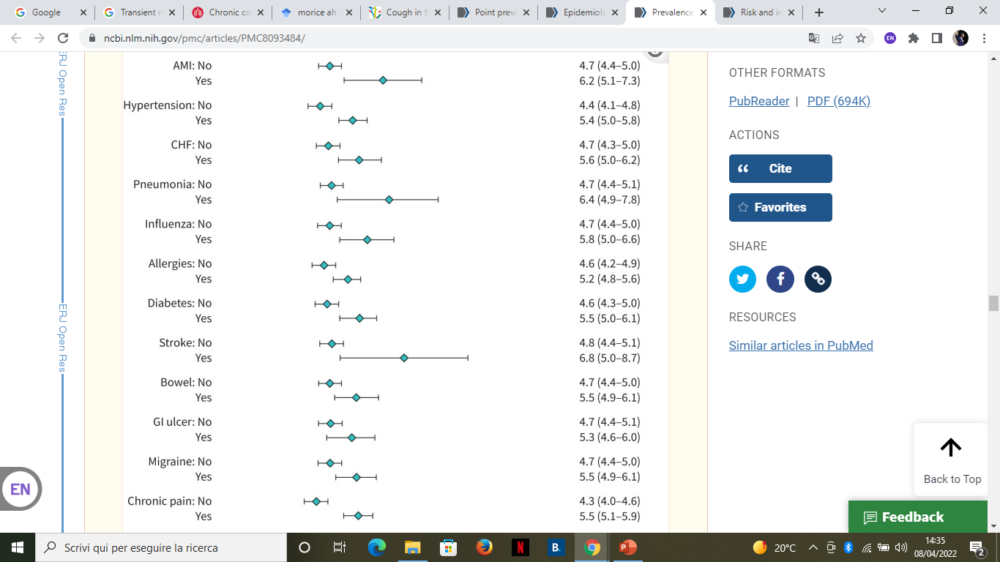 Google
Transient r
Chronic co
morice ah
Cough in t
Point preva
Epidemiolo
Prevalence
Risk and in
ncbi.nlm.nih.gov/pmc/articles/PMC8093484/
EN
ERJ Open Res
ERJ Open Res
AMI: No 4.7 (4.4–5.0)
Yes 6.2 (5.1–7.3)
Hypertension: No 4.4 (4.1–4.8)
Yes 5.4 (5.0–5.8)
CHF: No 4.7 (4.3–5.0)
Yes 5.6 (5.0–6.2)
Pneumonia: No 4.7 (4.4–5.1)
Yes 6.4 (4.9–7.8)
Influenza: No 4.7 (4.4–5.0)
Yes 5.8 (5.0–6.6)
Allergies: No 4.6 (4.2–4.9)
Yes 5.2 (4.8–5.6)
Diabetes: No 4.6 (4.3–5.0)
Yes 5.5 (5.0–6.1)
Stroke: No 4.8 (4.4–5.1)
Yes 6.8 (5.0–8.7)
Bowel: No 4.7 (4.4–5.0)
Yes 5.5 (4.9–6.1)
GI ulcer: No 4.7 (4.4–5.1)
Yes 5.3 (4.6–6.0)
Migraine: No 4.7 (4.4–5.0)
Yes 5.5 (4.9–6.1)
Chronic pain: No 4.3 (4.0–4.6)
Yes 5.5 (5.1–5.9)
OTHER FORMATS
PubReader | PDF (694K)
ACTIONS
Cite
Favorites
SHARE
RESOURCES
Similar articles in PubMed
Back to Top
Feedback
EN
Scrivi qui per eseguire la ricerca
N
B.
P
20°C
14:35
08/04/2022
2